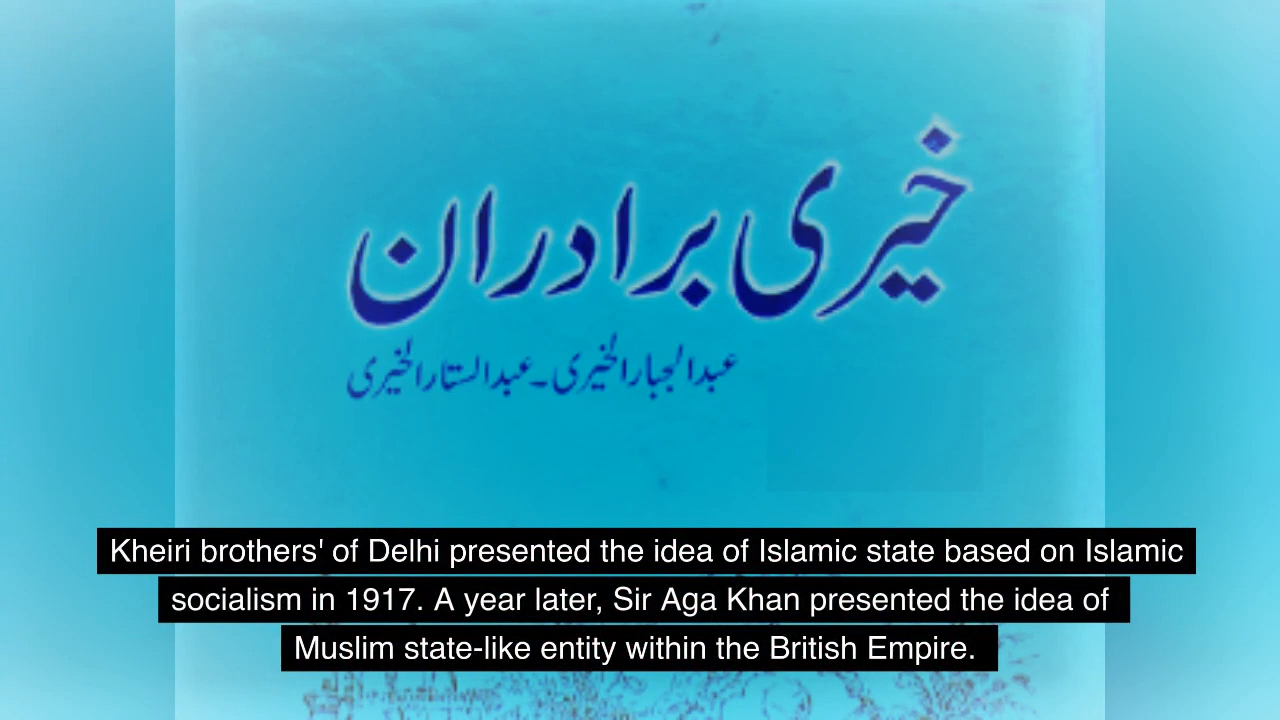 خیری برادران
عبدالجبار الخیری - عبدالستار الخیری
Kheiri brothers' of Delhi presented the idea of Islamic state based on Islamic
socialism in 1917. A year later, Sir Aga Khan presented the idea of
Muslim state-like entity within the British Empire.